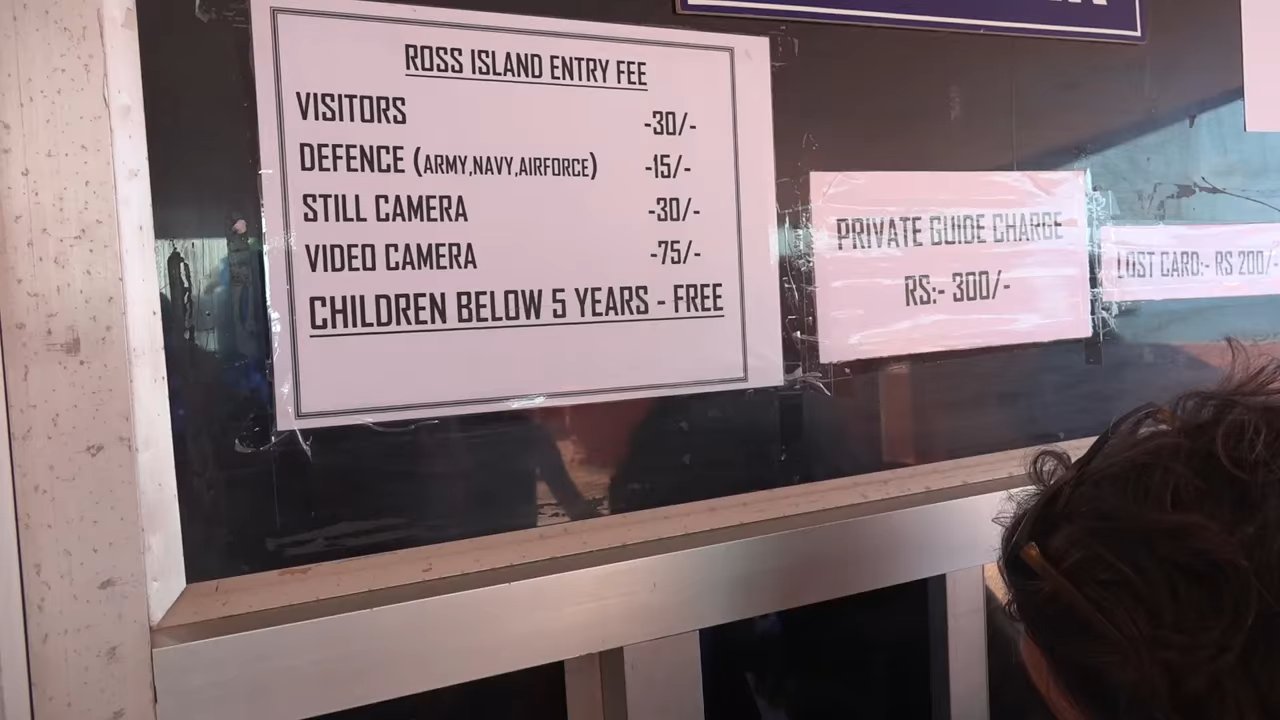 ROSS ISLAND ENTRY FEE
VISITORS -30/-
DEFENCE (ARMY,NAVY,AIRFORCE) -15/-
STILL CAMERA -30/-
VIDEO CAMERA -75/-
CHILDREN BELOW 5 YEARS - FREE
PRIVATE GUIDE CHARGE
RS:- 300/-
LOST CARD:- RS 200/-